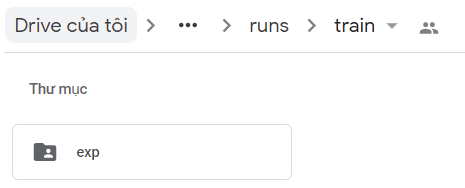 Drive của tôi > ••• > runs > train
Thư mục
exp